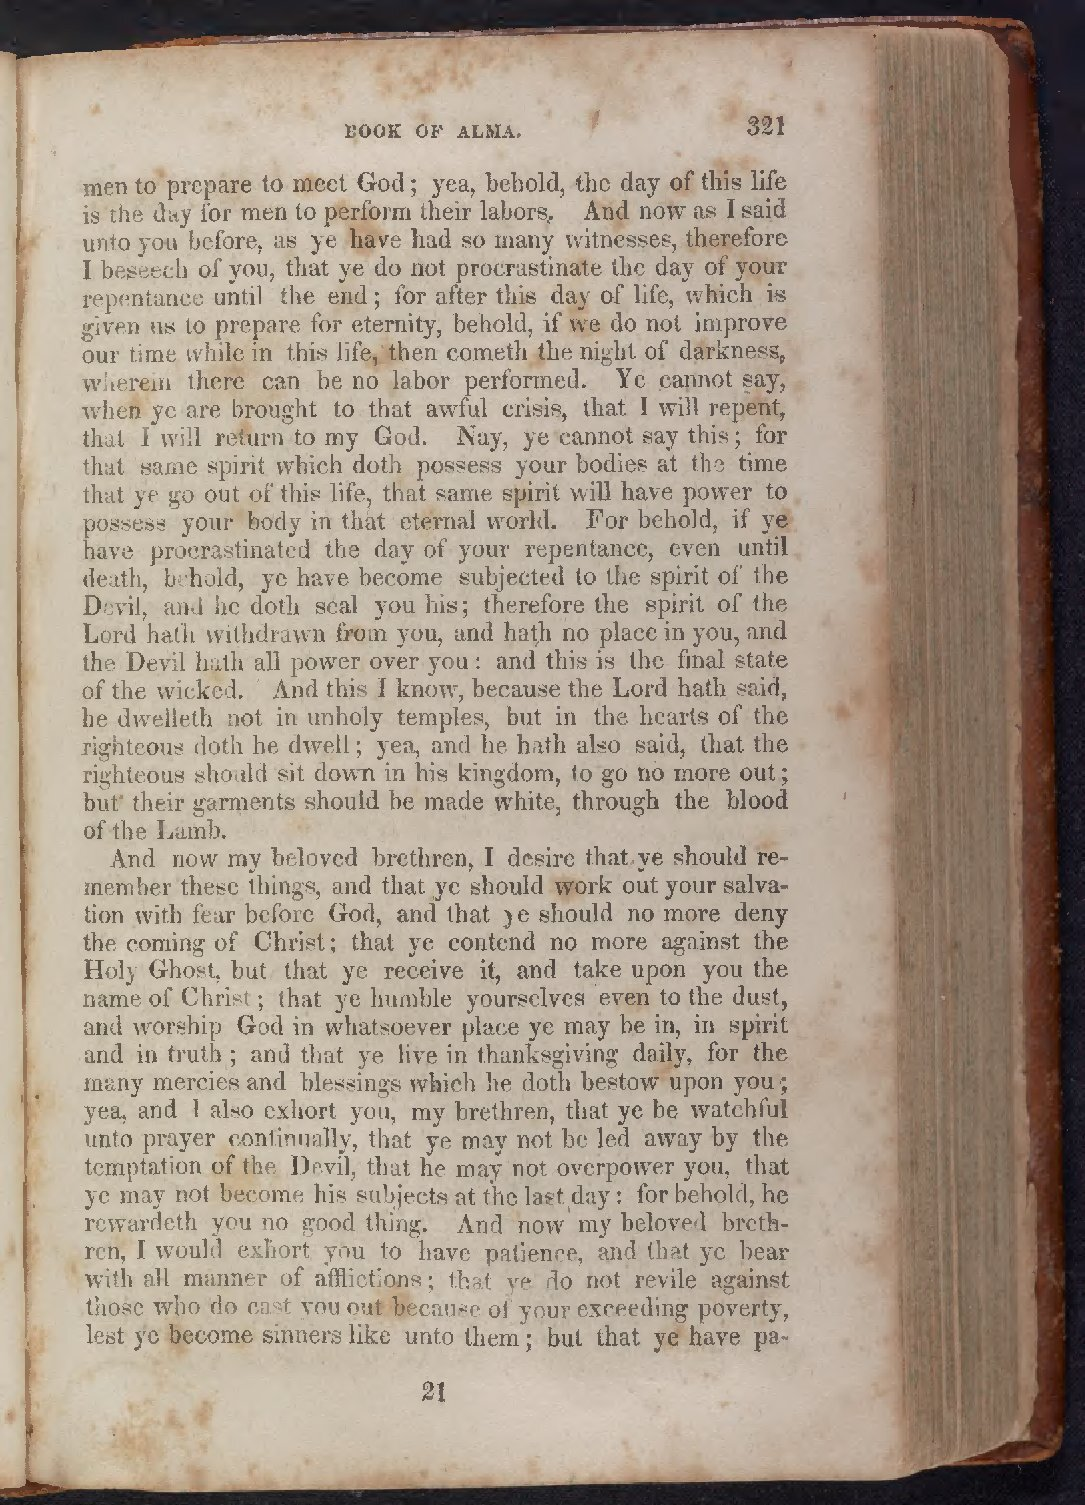 BOOK OF ALMA. 321
men to prepare to meet God; yea, behold, the day of this life
is the day for men to perform their labors. And now as I said
unto you before, as ye have had so many witnesses, therefore
I beseech of you, that ye do not procrastinate the day of your
repentance until the end; for after this day of life, which is
given us to prepare for eternity, behold, if we do not improve
our time while in this life, then cometh the night of darkness,
wherein there can be no labor performed. Ye cannot say,
when ye are brought to that awful crisis, that I will repent,
that I will return to my God. Nay, ye cannot say this; for
that same spirit which doth possess your bodies at the time
that ye go out of this life, that same spirit will have power to
possess your body in that eternal world. For behold, if ye
have procrastinated the day of your repentance, even until
death, behold, ye have become subjected to the spirit of the
Devil, and he doth seal you his; therefore the spirit of the
Lord hath withdrawn from you, and hath no place in you, and
the Devil hath all power over you: and this is the final state
of the wicked. And this I know, because the Lord hath said,
he dwelleth not in unholy temples, but in the hearts of the
righteous doth he dwell; yea, and he hath also said, that the
righteous should sit down in his kingdom, to go no more out;
but their garments should be made white, through the blood
of the Lamb.
And now my beloved brethren, I desire that ye should re-
member these things, and that ye should work out your salva-
tion with fear before God, and that ye should no more deny
the coming of Christ; that ye contend no more against the
Holy Ghost, but that ye receive it, and take upon you the
name of Christ; that ye humble yourselves even to the dust,
and worship God in whatsoever place ye may be in, in spirit
and in truth; and that ye live in thanksgiving daily, for the
many mercies and blessings which he doth bestow upon you;
yea, and I also exhort you, my brethren, that ye be watchful
unto prayer continually, that ye may not be led away by the
temptation of the Devil, that he may not overpower you, that
ye may not become his subjects at the last day: for behold, he
rewardeth you no good thing. And now my beloved breth-
ren, I would exhort you to have patience, and that ye bear
with all manner of afflictions; that ye do not revile against
those who do cast you out because of your exceeding poverty,
lest ye become sinners like unto them; but that ye have pa-
21